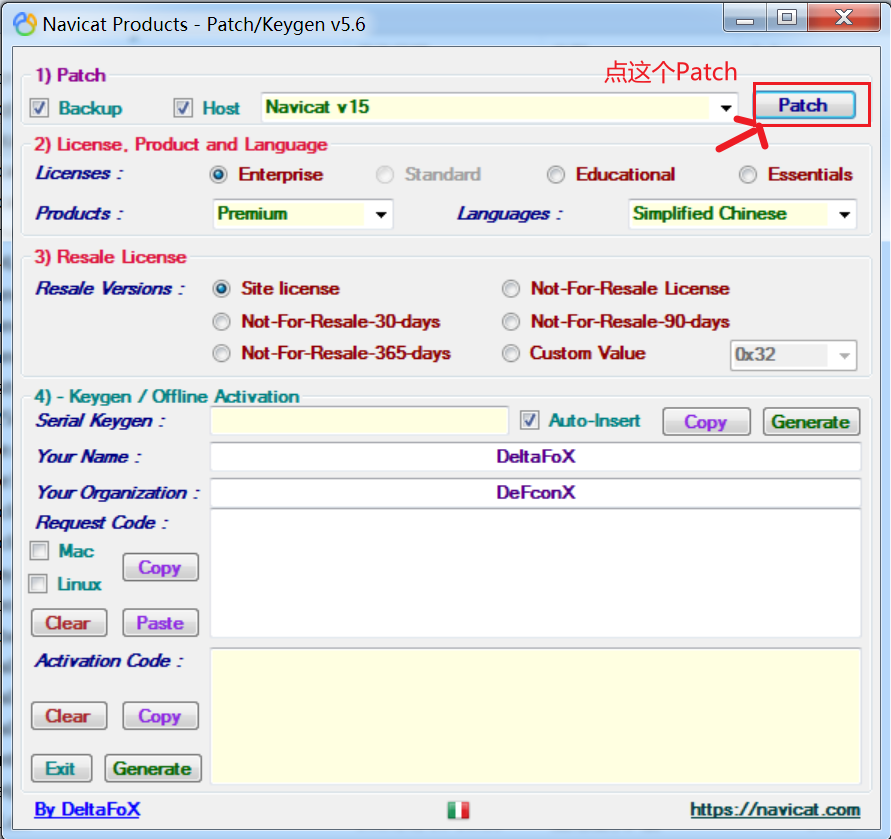 Navicat Products - Patch/Keygen v5.6
1) Patch
点这个Patch
Backup Host Navicat v15 Patch
2) License, Product and Language
Licenses : Enterprise Standard Educational Essentials
Products : Premium Languages : Simplified Chinese
3) Resale License
Resale Versions : Site license Not-For-Resale License
Not-For-Resale-30-days Not-For-Resale-90-days
Not-For-Resale-365-days Custom Value 0x32
4) - Keygen / Offline Activation
Serial Keygen : Auto-Insert Copy Generate
Your Name : DeltaFoX
Your Organization : DeFconX
Request Code :
Mac
Copy
Linux
Clear Paste
Activation Code :
Clear Copy
Exit Generate
By DeltaFoX https://navicat.com